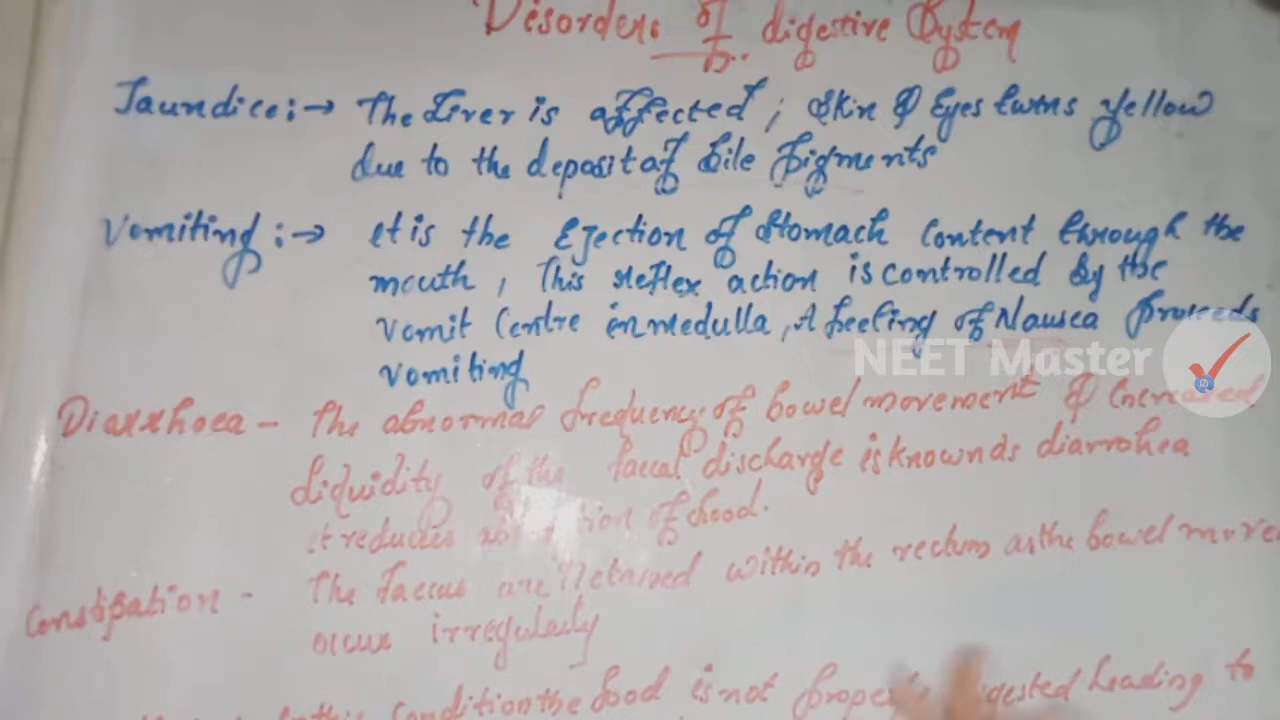 Disorders of digestive System
Jaundice:→ The Liver is affected; Skin & Eyes turns yellow
due to the deposit of bile pigments
Vomiting:→ It is the Ejection of Stomach content through the
mouth, This reflex action is controlled by the
vomit Centre in medulla, A feeling of Nausea proceeds
vomiting
NEET Master
Diarrhoea - The abnormal frequency of bowel movement & increased
liquidity of the faecal discharge is known as diarrohea
it reduces of food.
Constipation - The faeces are retained within the rectum as the bowel move
occur irregularly
In this condition the food is not digested leading to